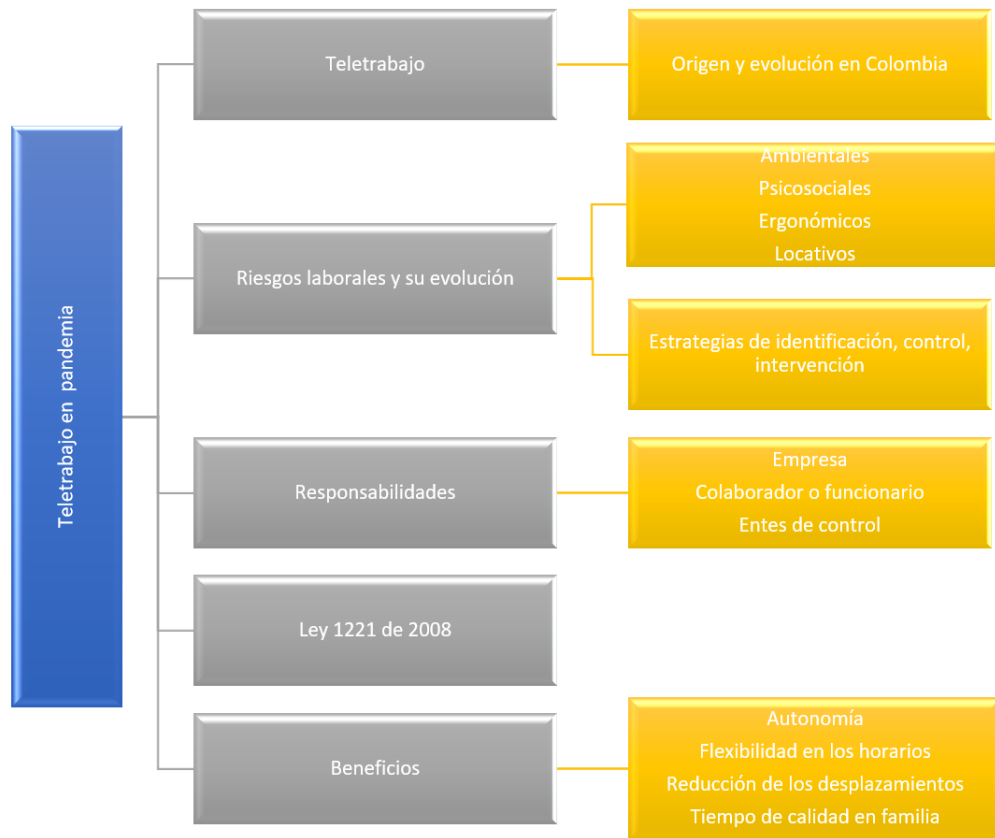 Teletrabajo en pandemia
Teletrabajo
Origen y evolución en Colombia
Riesgos laborales y su evolución
Ambientales
Psicosociales
Ergonómicos
Locativos
Estrategias de identificación, control,
intervención
Responsabilidades
Empresa
Colaborador o funcionario
Entes de control
Ley 1221 de 2008
Beneficios
Autonomía
Flexibilidad en los horarios
Reducción de los desplazamientos
Tiempo de calidad en familia